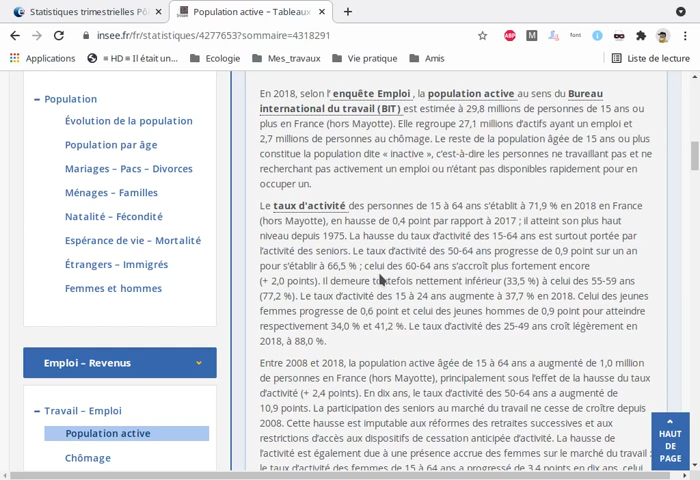 Statistiques trimestrielles Pôl
Population active – Tableaux
insee.fr/fr/statistiques/4277653?sommaire=4318291
ABP
font
Applications
= HD = Il était un...
Ecologie
M_travaux
Vie pratique
Amis
Liste de lecture
Population
Évolution de la population
Population par âge
Mariages – Pacs – Divorces
Ménages – Familles
Natalité – Fécondité
Espérance de vie – Mortalité
Étrangers – Immigrés
Femmes et hommes
Emploi – Revenus
Travail – Emploi
Population active
Chômage
En 2018, selon l' enquête Emploi , la population active au sens du Bureau
international du travail (BIT) est estimée à 29,8 millions de personnes de 15 ans ou
plus en France (hors Mayotte). Elle regroupe 27,1 millions d'actifs ayant un emploi et
2,7 millions de personnes au chômage. Le reste de la population âgée de 15 ans ou plus
constitue la population dite « inactive », c'est-à-dire les personnes ne travaillant pas et ne
recherchant pas activement un emploi ou n'étant pas disponibles rapidement pour en
occuper un.
Le taux d'activité des personnes de 15 à 64 ans s'établit à 71,9 % en 2018 en France
(hors Mayotte), en hausse de 0,4 point par rapport à 2017 ; il atteint son plus haut
niveau depuis 1975. La hausse du taux d'activité des 15-64 ans est surtout portée par
l'activité des seniors. Le taux d'activité des 50-64 ans progresse de 0,9 point sur un an
pour s'établir à 66,5 % ; celui des 60-64 ans s'accroît plus fortement encore
(+ 2,0 points). Il demeure toutefois nettement inférieur (33,5 %) à celui des 55-59 ans
(77,2 %). Le taux d'activité des 15 à 24 ans augmente à 37,7 % en 2018. Celui des jeunes
femmes progresse de 0,6 point et celui des jeunes hommes de 0,9 point pour atteindre
respectivement 34,0 % et 41,2 %. Le taux d'activité des 25-49 ans croît légèrement en
2018, à 88,0 %.
Entre 2008 et 2018, la population active âgée de 15 à 64 ans a augmenté de 1,0 million
de personnes en France (hors Mayotte), principalement sous l'effet de la hausse du taux
d'activité (+ 2,4 points). En dix ans, le taux d'activité des 50-64 ans a augmenté de
10,9 points. La participation des seniors au marché du travail ne cesse de croître depuis
2008. Cette hausse est imputable aux réformes des retraites successives et aux
restrictions d'accès aux dispositifs de cessation anticipée d'activité. La hausse de
l'activité est également due à une présence accrue des femmes sur le marché du travail :
le taux d'activité des femmes de 15 à 64 ans a progressé de 3,4 points en dix ans, celui
HAUT
DE
PAGE